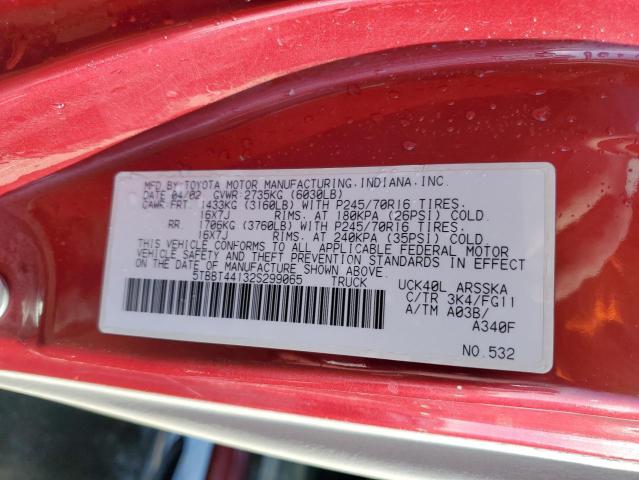 MFD.BY TOYOTA MOTOR MANUFACTURING,INDIANA,INC.
DATE 04/02 GVWR 2735KG (6030LB)
GAWR FRT. 1433KG (3160LB) WITH P245/70R16 TIRES.
16X7J RIMS. AT 180KPA (26PSI) COLD.
RR. 1706KG (3760LB) WITH P245/70R16 TIRES.
16X7J RIMS. AT 240KPA (35PSI) COLD.
THIS VEHICLE CONFORMS TO ALL APPLICABLE FEDERAL MOTOR
VEHICLE SAFETY AND THEFT PREVENTION STANDARDS IN EFFECT
ON THE DATE OF MANUFACTURE SHOWN ABOVE.
5TBBT44132S299065 TRUCK
UCK40L ARSSKA
C/TR 3K4/FG11
A/TM A03B/
A340F
NO.532